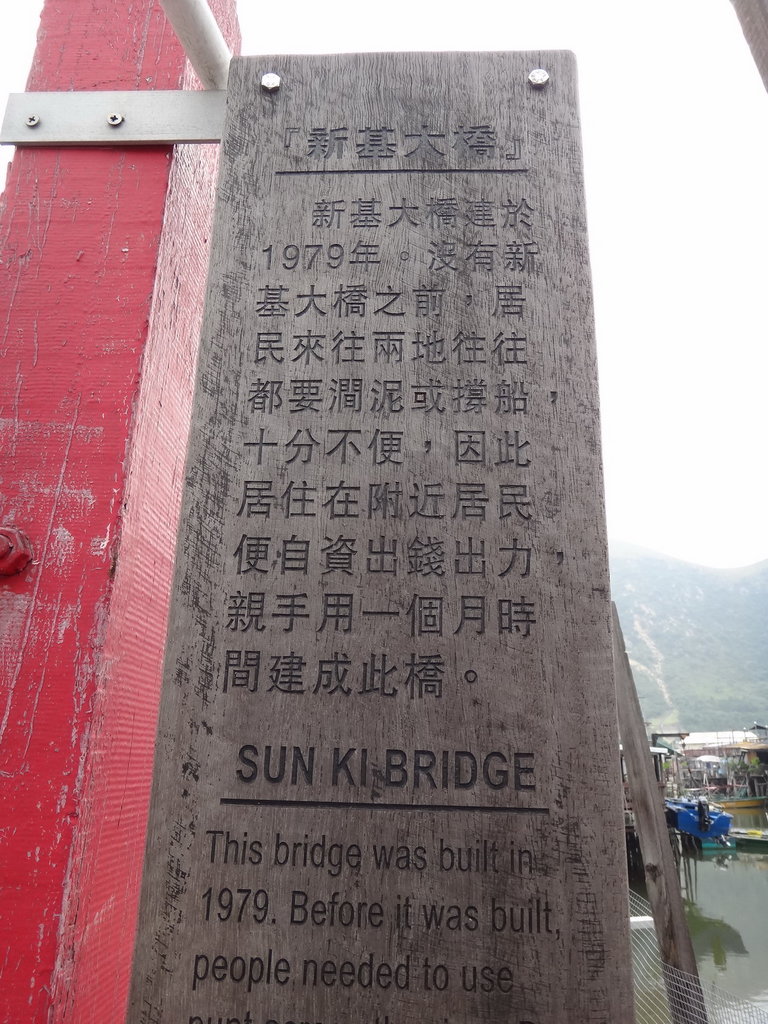 『新基大橋』
新基大橋建於
1979年。沒有新
基大橋之前，居
民來往兩地往往
都要澗泥或撐船，
十分不便，因此
居住在附近居民
便自資出錢出力，
親手用一個月時
間建成此橋。
SUN KI BRIDGE
This bridge was built in
1979. Before it was built,
people needed to use
punt